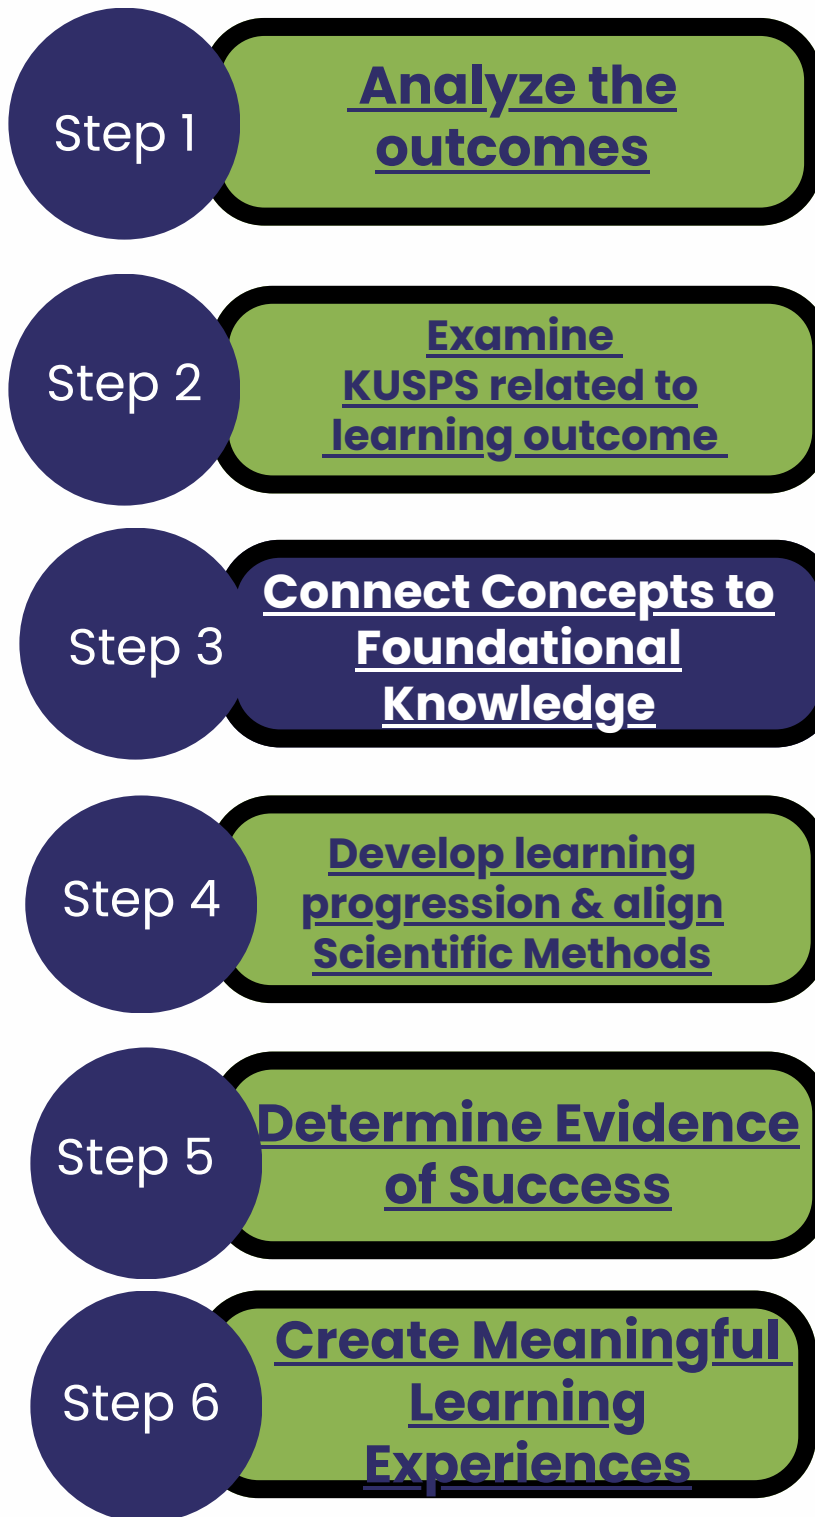 Step 1
Analyze the
outcomes
Step 2
Examine
KUSPS related to
learning outcome
Step 3
Connect Concepts to
Foundational
Knowledge
Step 4
Develop learning
progression & align
Scientific Methods
Step 5
Determine Evidence
of Success
Step 6
Create Meaningful
Learning
Experiences